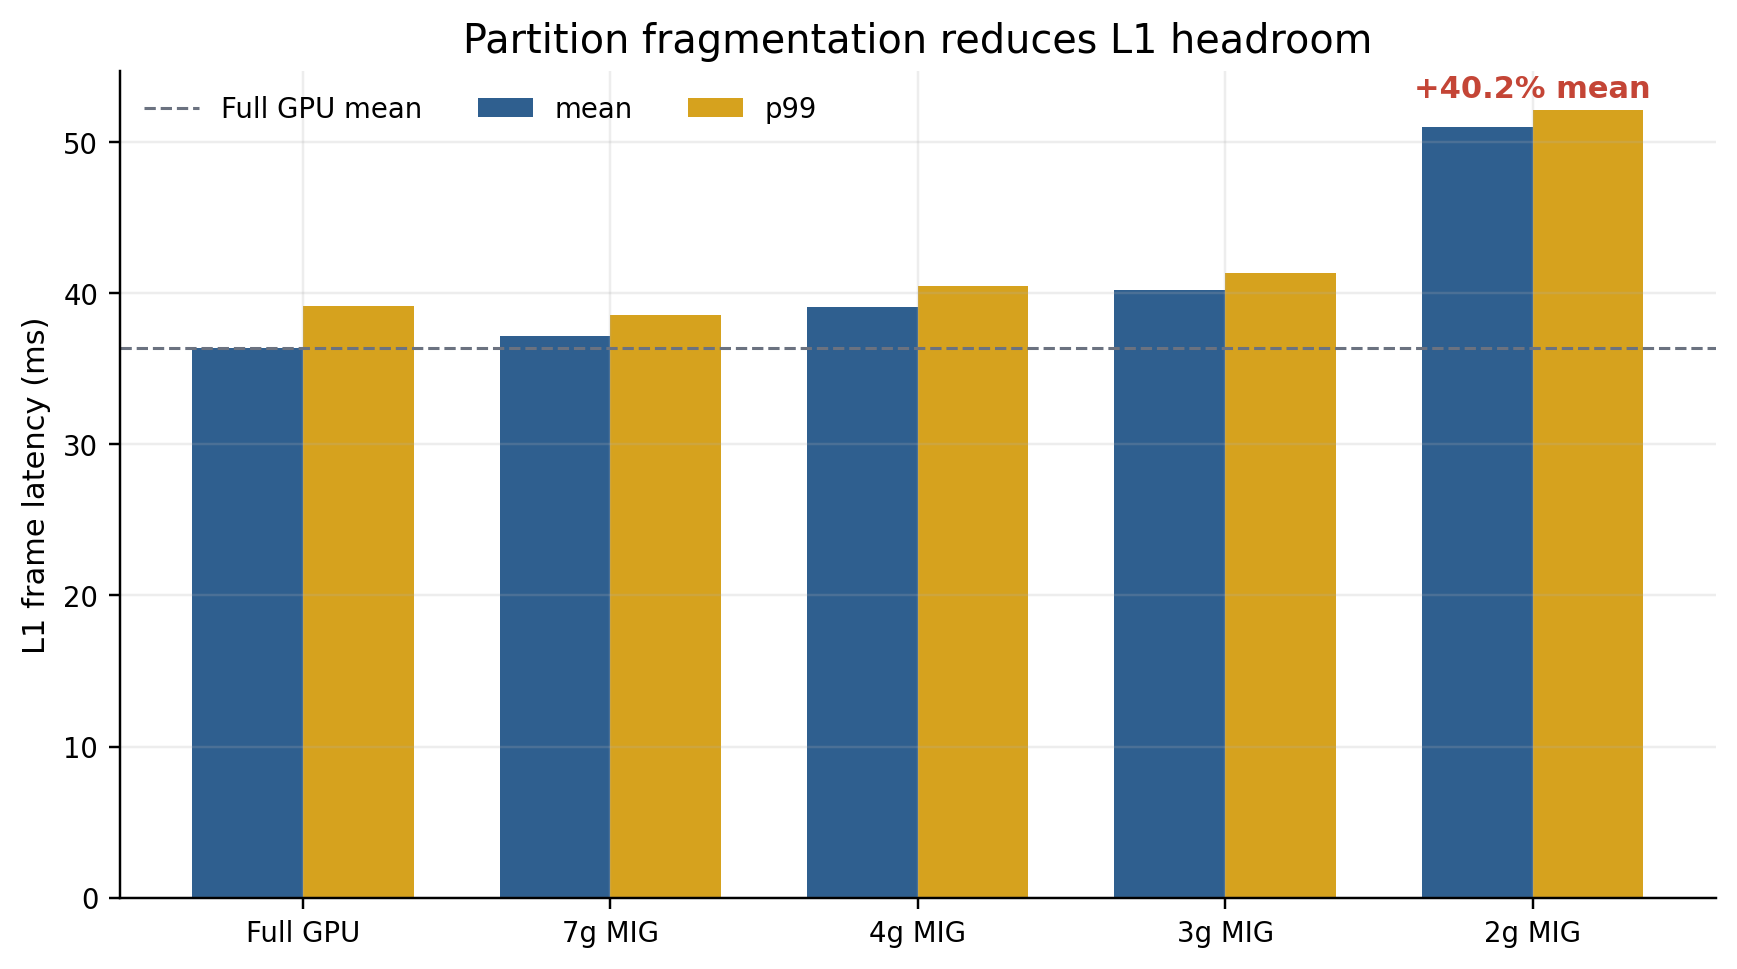 Partition fragmentation reduces L1 headroom
+40.2% mean
Full GPU mean
mean
p99
L1 frame latency (ms)
50
40
30
20
10
0
Full GPU
7g MIG
4g MIG
3g MIG
2g MIG